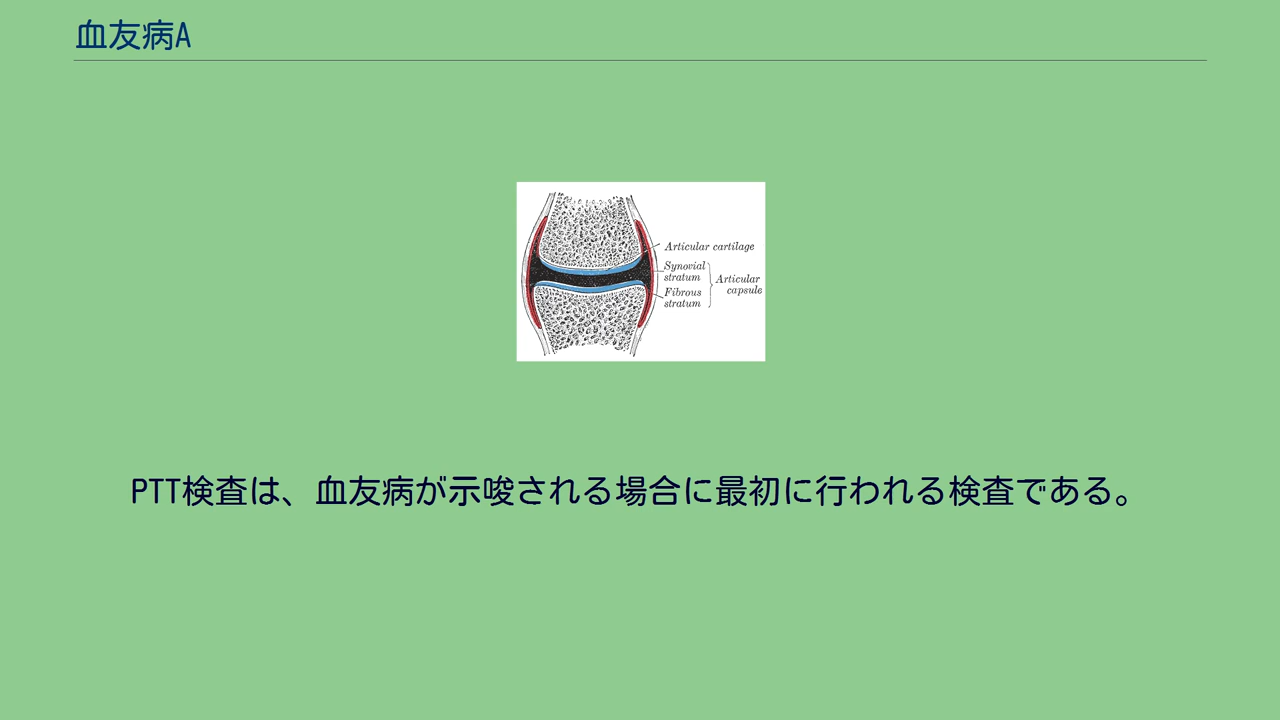 血友病A
Articular cartilage
Synovial
stratum
Articular
capsule
Fibrous
stratum
PTT検査は、血友病が示唆される場合に最初に行われる検査である。